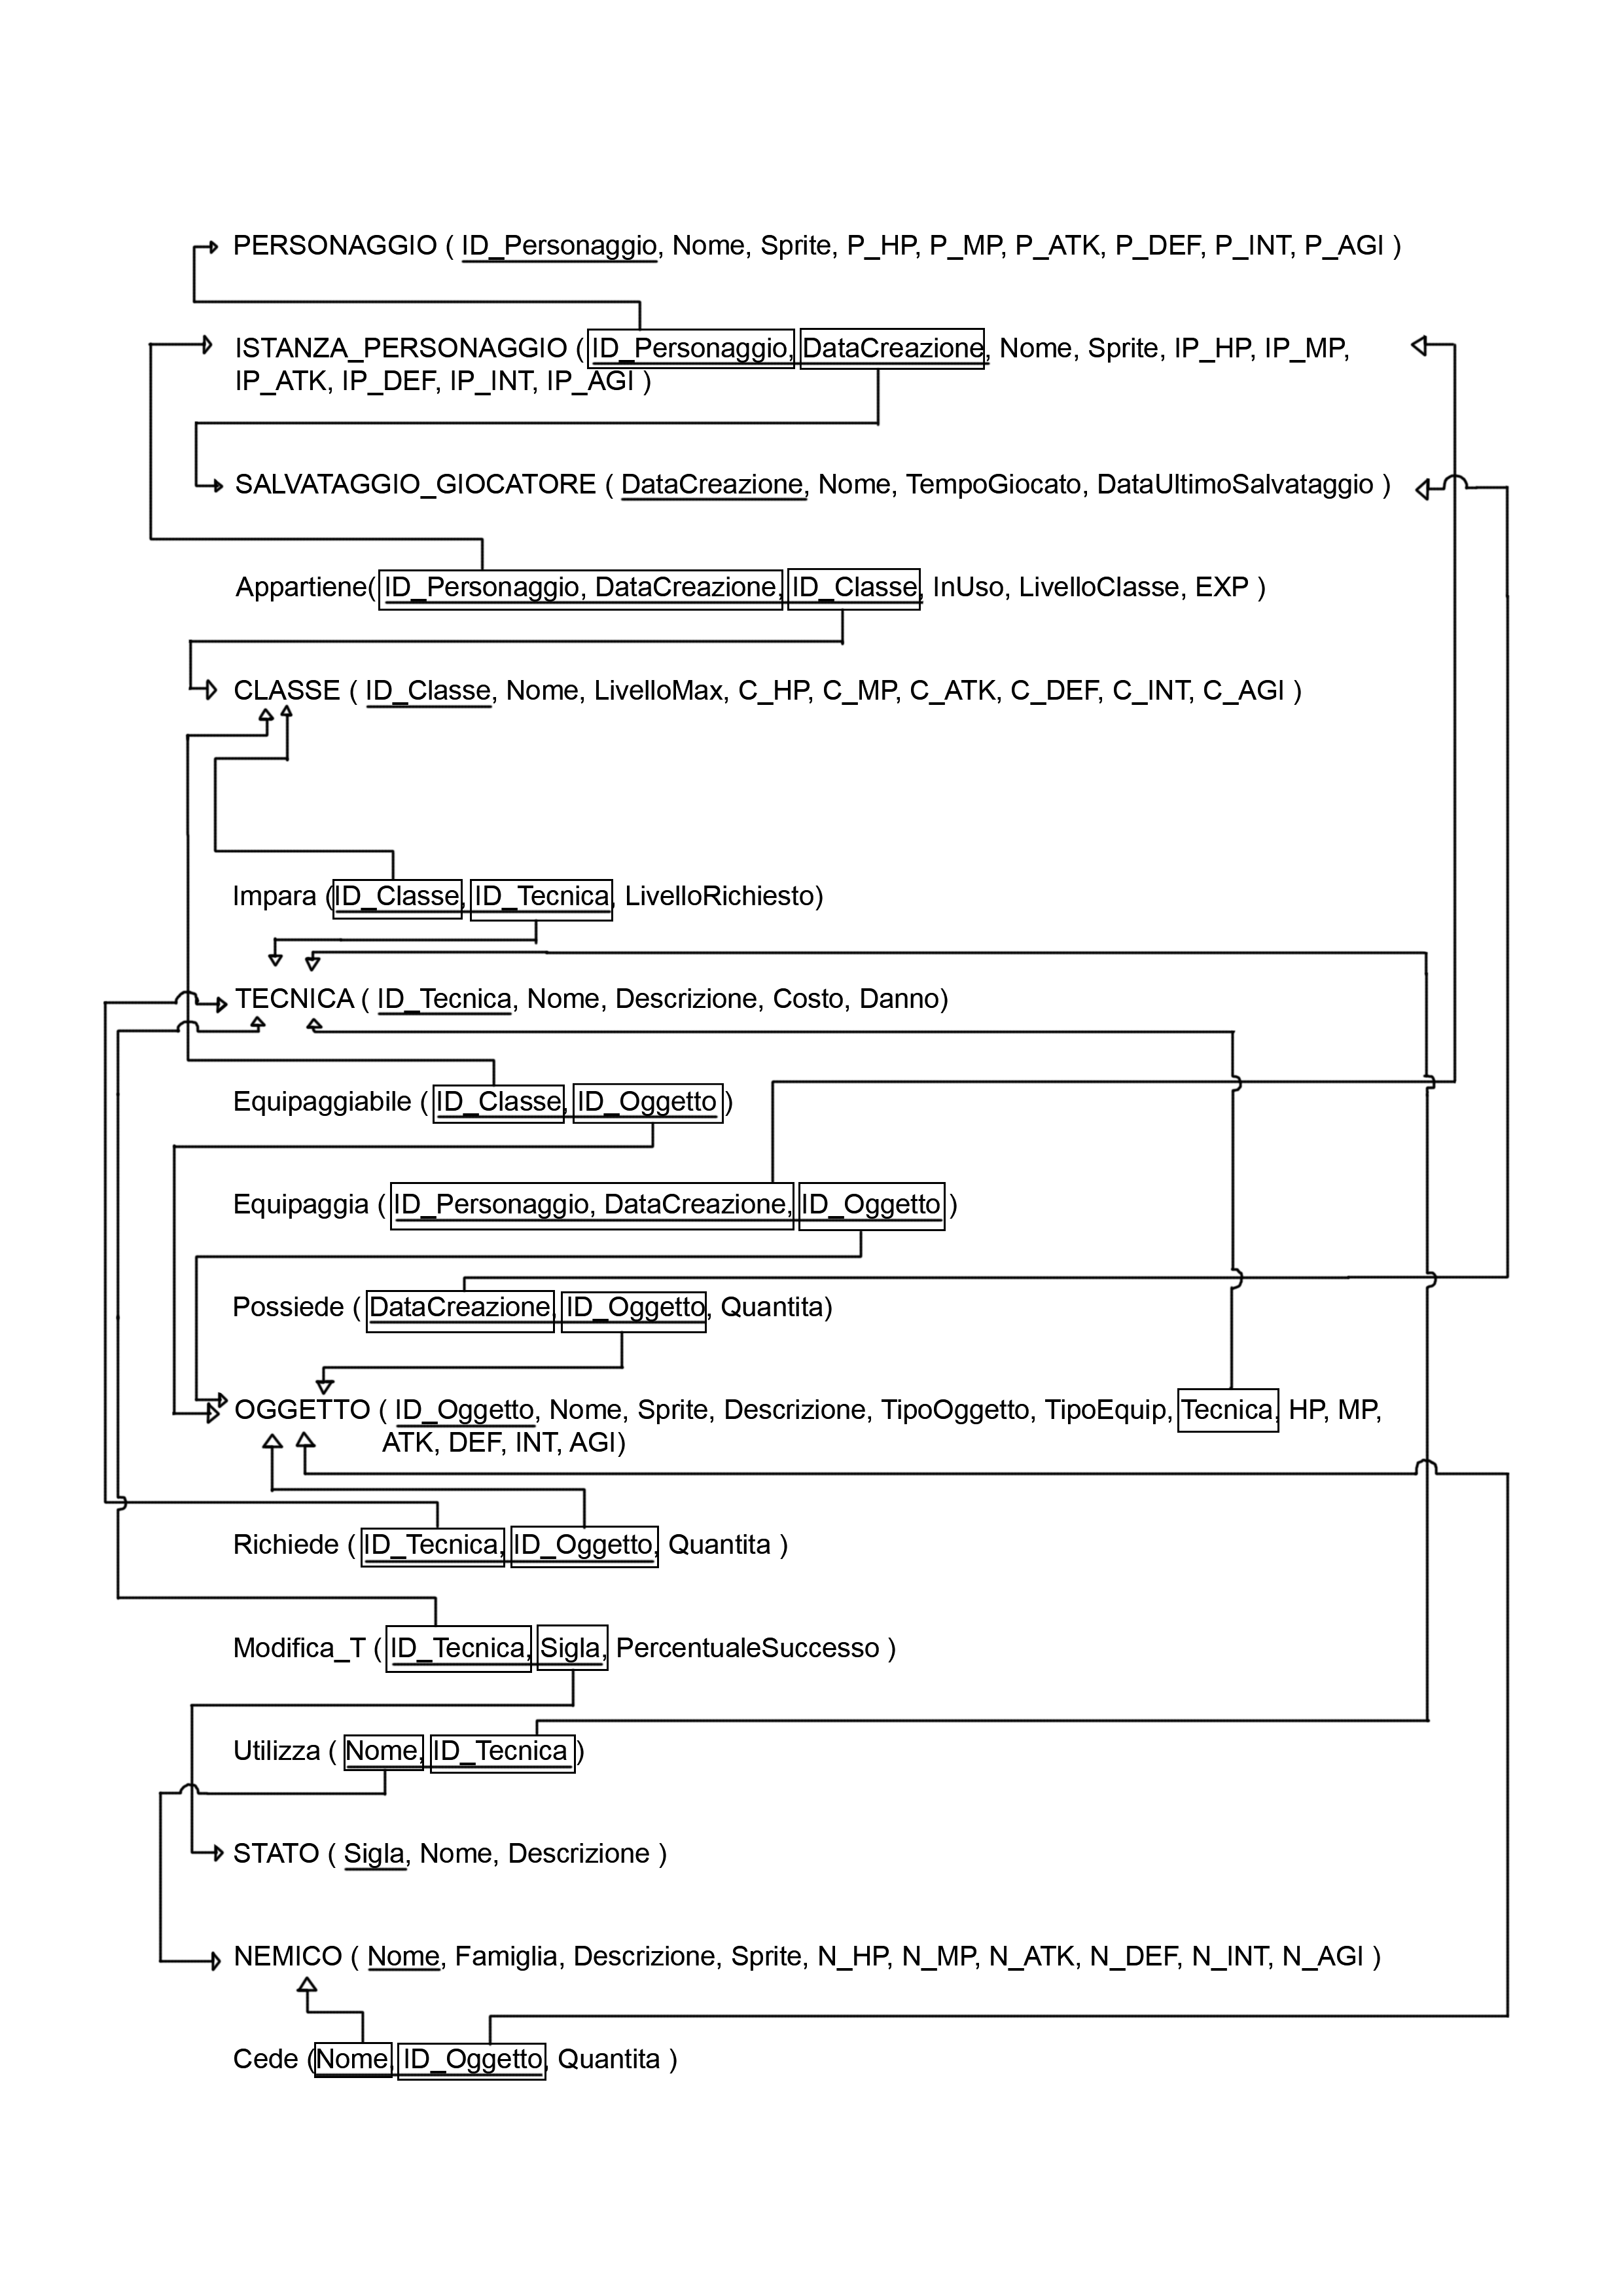 PERSONAGGIO ( ID_Personaggio, Nome, Sprite, P_HP, P_MP, P_ATK, P_DEF, P_INT, P_AGI )
ISTANZA_PERSONAGGIO ( ID_Personaggio, DataCreazione, Nome, Sprite, IP_HP, IP_MP,
IP_ATK, IP_DEF, IP_INT, IP_AGI )
SALVATAGGIO_GIOCATORE ( DataCreazione, Nome, TempoGiocato, DataUltimoSalvataggio )
Appartiene( ID_Personaggio, DataCreazione, ID_Classe, InUso, LivelloClasse, EXP )
CLASSE ( ID_Classe, Nome, LivelloMax, C_HP, C_MP, C_ATK, C_DEF, C_INT, C_AGI )
Impara ( ID_Classe, ID_Tecnica, LivelloRichiesto)
TECNICA ( ID_Tecnica, Nome, Descrizione, Costo, Danno)
Equipaggiabile ( ID_Classe, ID_Oggetto )
Equipaggia ( ID_Personaggio, DataCreazione, ID_Oggetto )
Possiede ( DataCreazione, ID_Oggetto, Quantita)
OGGETTO ( ID_Oggetto, Nome, Sprite, Descrizione, TipoOggetto, TipoEquip, Tecnica, HP, MP,
ATK, DEF, INT, AGI)
Richiede ( ID_Tecnica, ID_Oggetto, Quantita )
Modifica_T ( ID_Tecnica, Sigla, PercentualeSuccesso )
Utilizza ( Nome, ID_Tecnica )
STATO ( Sigla, Nome, Descrizione )
NEMICO ( Nome, Famiglia, Descrizione, Sprite, N_HP, N_MP, N_ATK, N_DEF, N_INT, N_AGI )
Cede ( Nome, ID_Oggetto, Quantita )